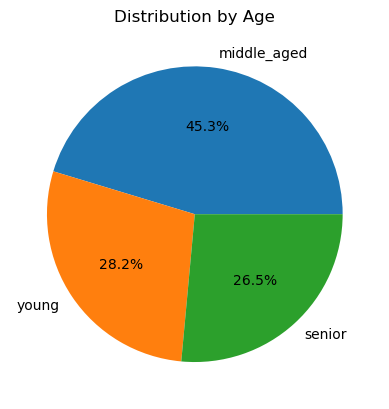 Distribution by Age
middle_aged
45.3%
28.2%
26.5%
young
senior